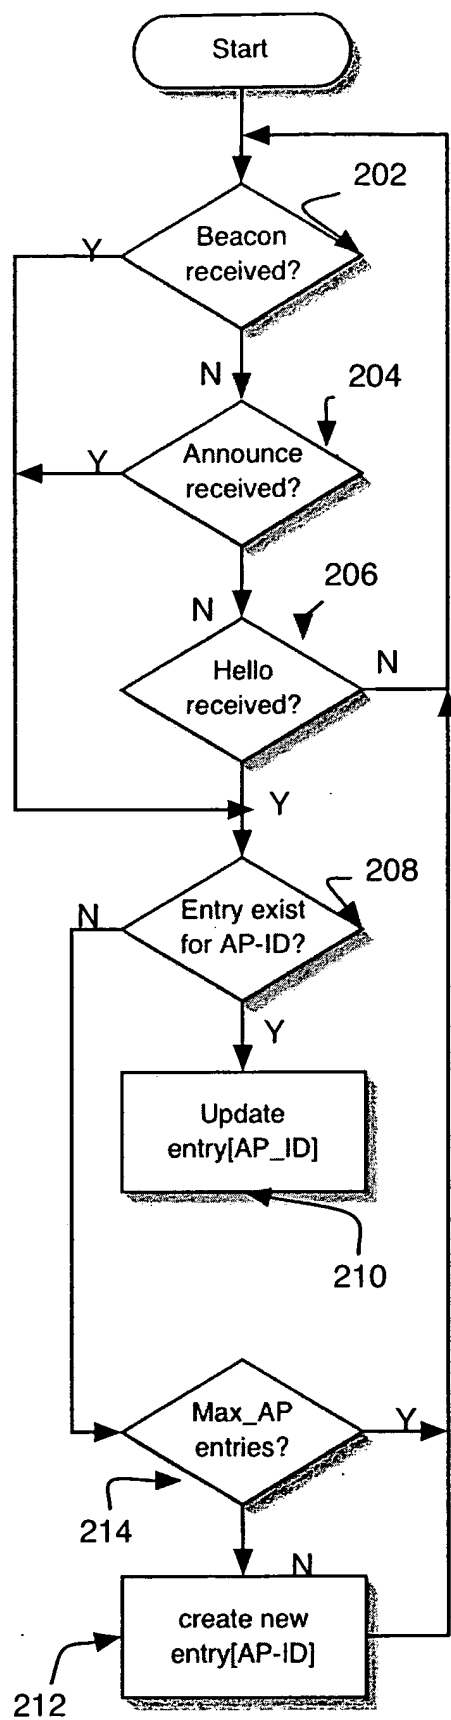 Start
202
Beacon
received?
Y
N
204
Announce
received?
Y
N
206
Hello
received?
N
Y
208
Entry exist
for AP-ID?
N
Y
Update
entry[AP_ID]
210
Max_AP
entries?
Y
214
N
create new
entry[AP-ID]
212